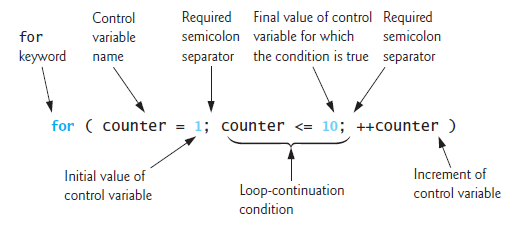 for
keyword
Control
variable
name
Required
semicolon
separator
Final value of control
variable for which
the condition is true
Required
semicolon
separator
for ( counter = 1; counter <= 10; ++counter )
Initial value of
control variable
Loop-continuation
condition
Increment of
control variable